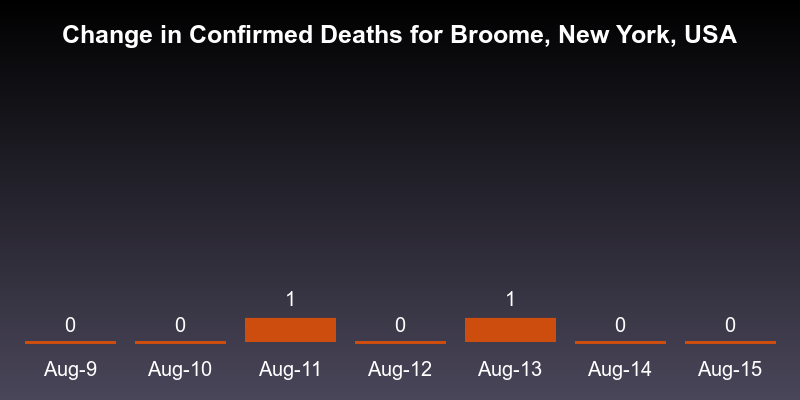 Change in Confirmed Deaths for Broome, New York, USA
1 1
0 0 0 0 0
Aug-9 Aug-10 Aug-11 Aug-12 Aug-13 Aug-14 Aug-15